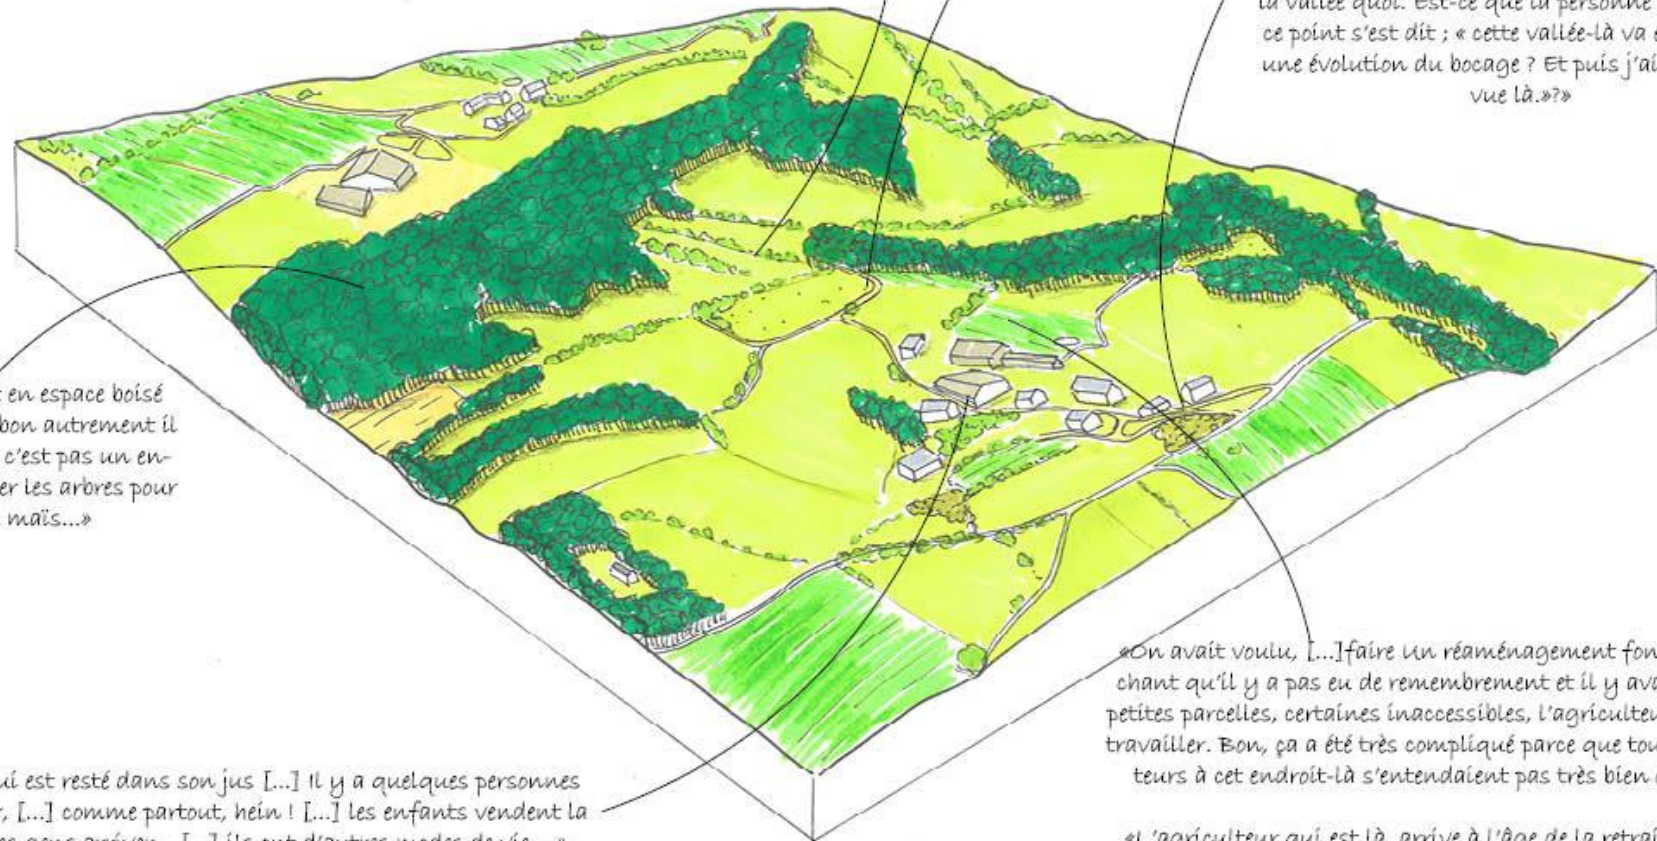 la vallée quoi. Est-ce que la personne
ce point s'est dit ; « cette vallée-là va
une évolution du bocage ? Et puis j'ai
vue là.»?»
en espace boisé
bon autrement il
c'est pas un en-
er les arbres pour
maïs...»
«On avait voulu, [...]faire un réaménagement fon
chant qu'il y a pas eu de remembrement et il y ava
petites parcelles, certaines inaccessibles, l'agriculteu
travailler. Bon, ça a été très compliqué parce que tou
teurs à cet endroit-là s'entendaient pas très bien
ui est resté dans son jus [...] Il y a quelques personnes
r, [...] comme partout, hein ! [...] les enfants vendent la
«L'agriculteur qui est là, arrive à l'âge de la retrai